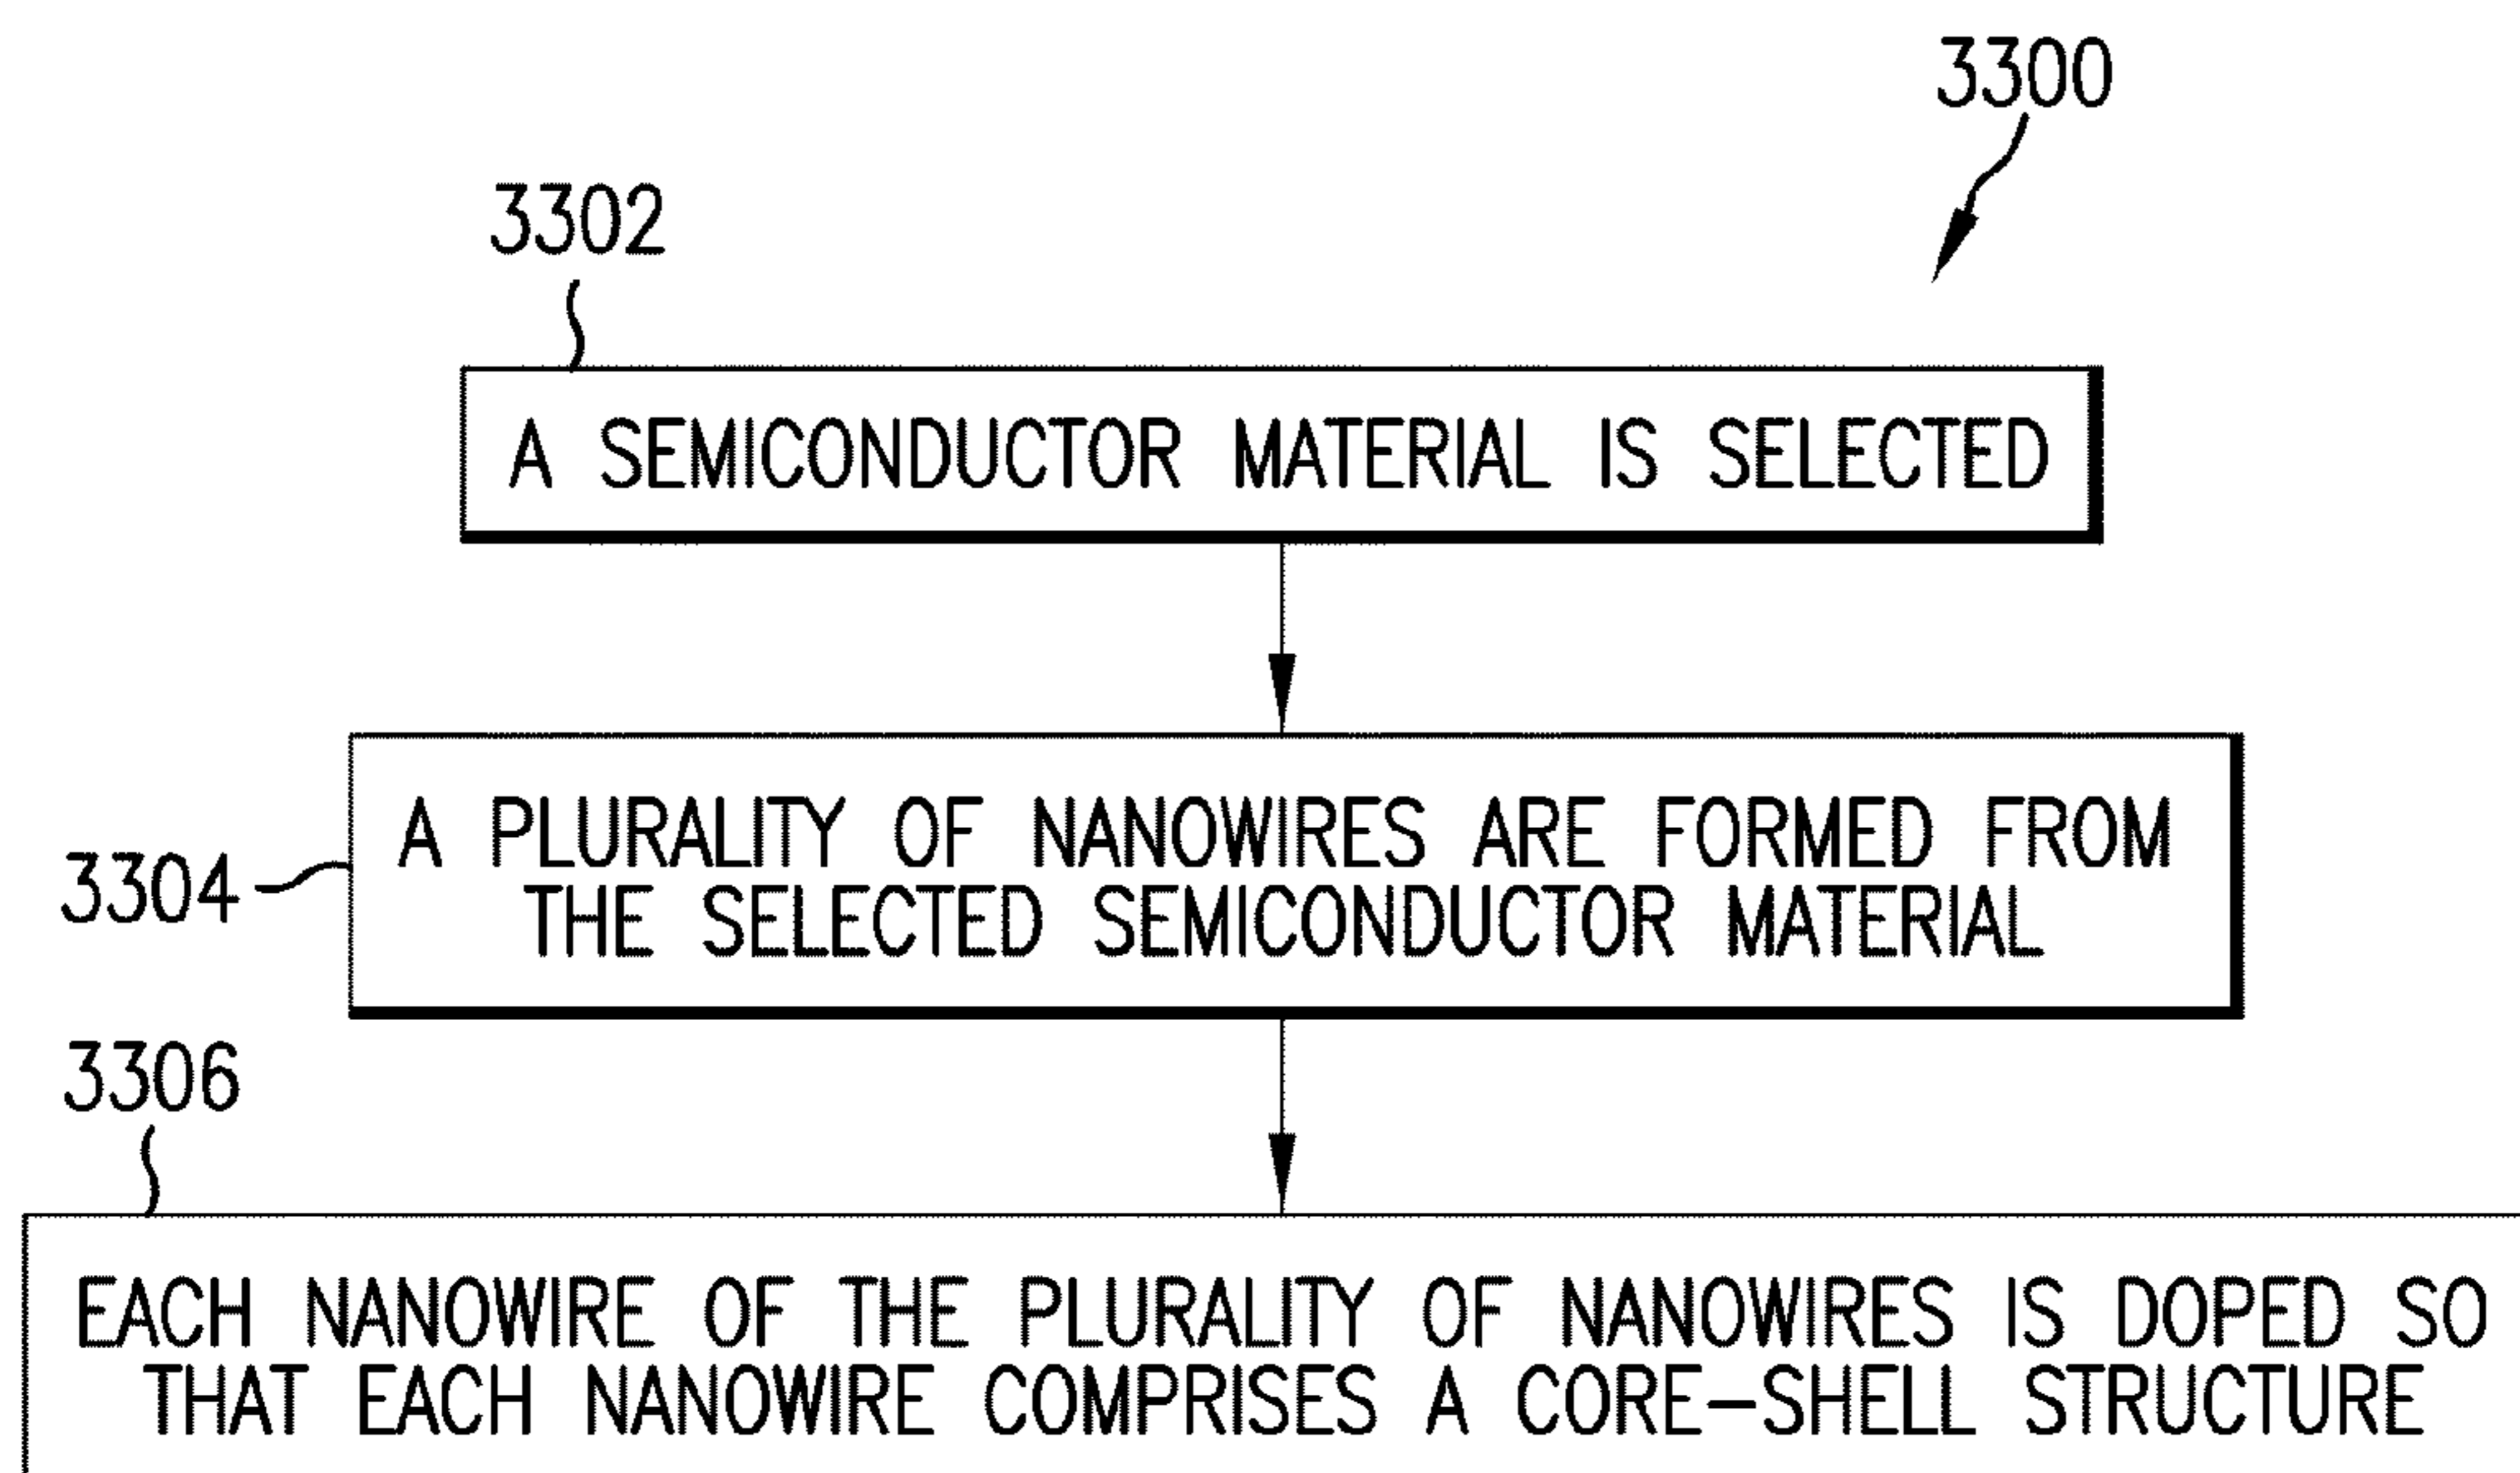 3300
3302
A SEMICONDUCTOR MATERIAL IS SELECTED
A PLURALITY OF NANOWIRES ARE FORMED FROM
THE SELECTED SEMICONDUCTOR MATERIAL
3304
3306
EACH NANOWIRE OF THE PLURALITY OF NANOWIRES IS DOPED SO
THAT EACH NANOWIRE COMPRISES A CORE-SHELL STRUCTURE